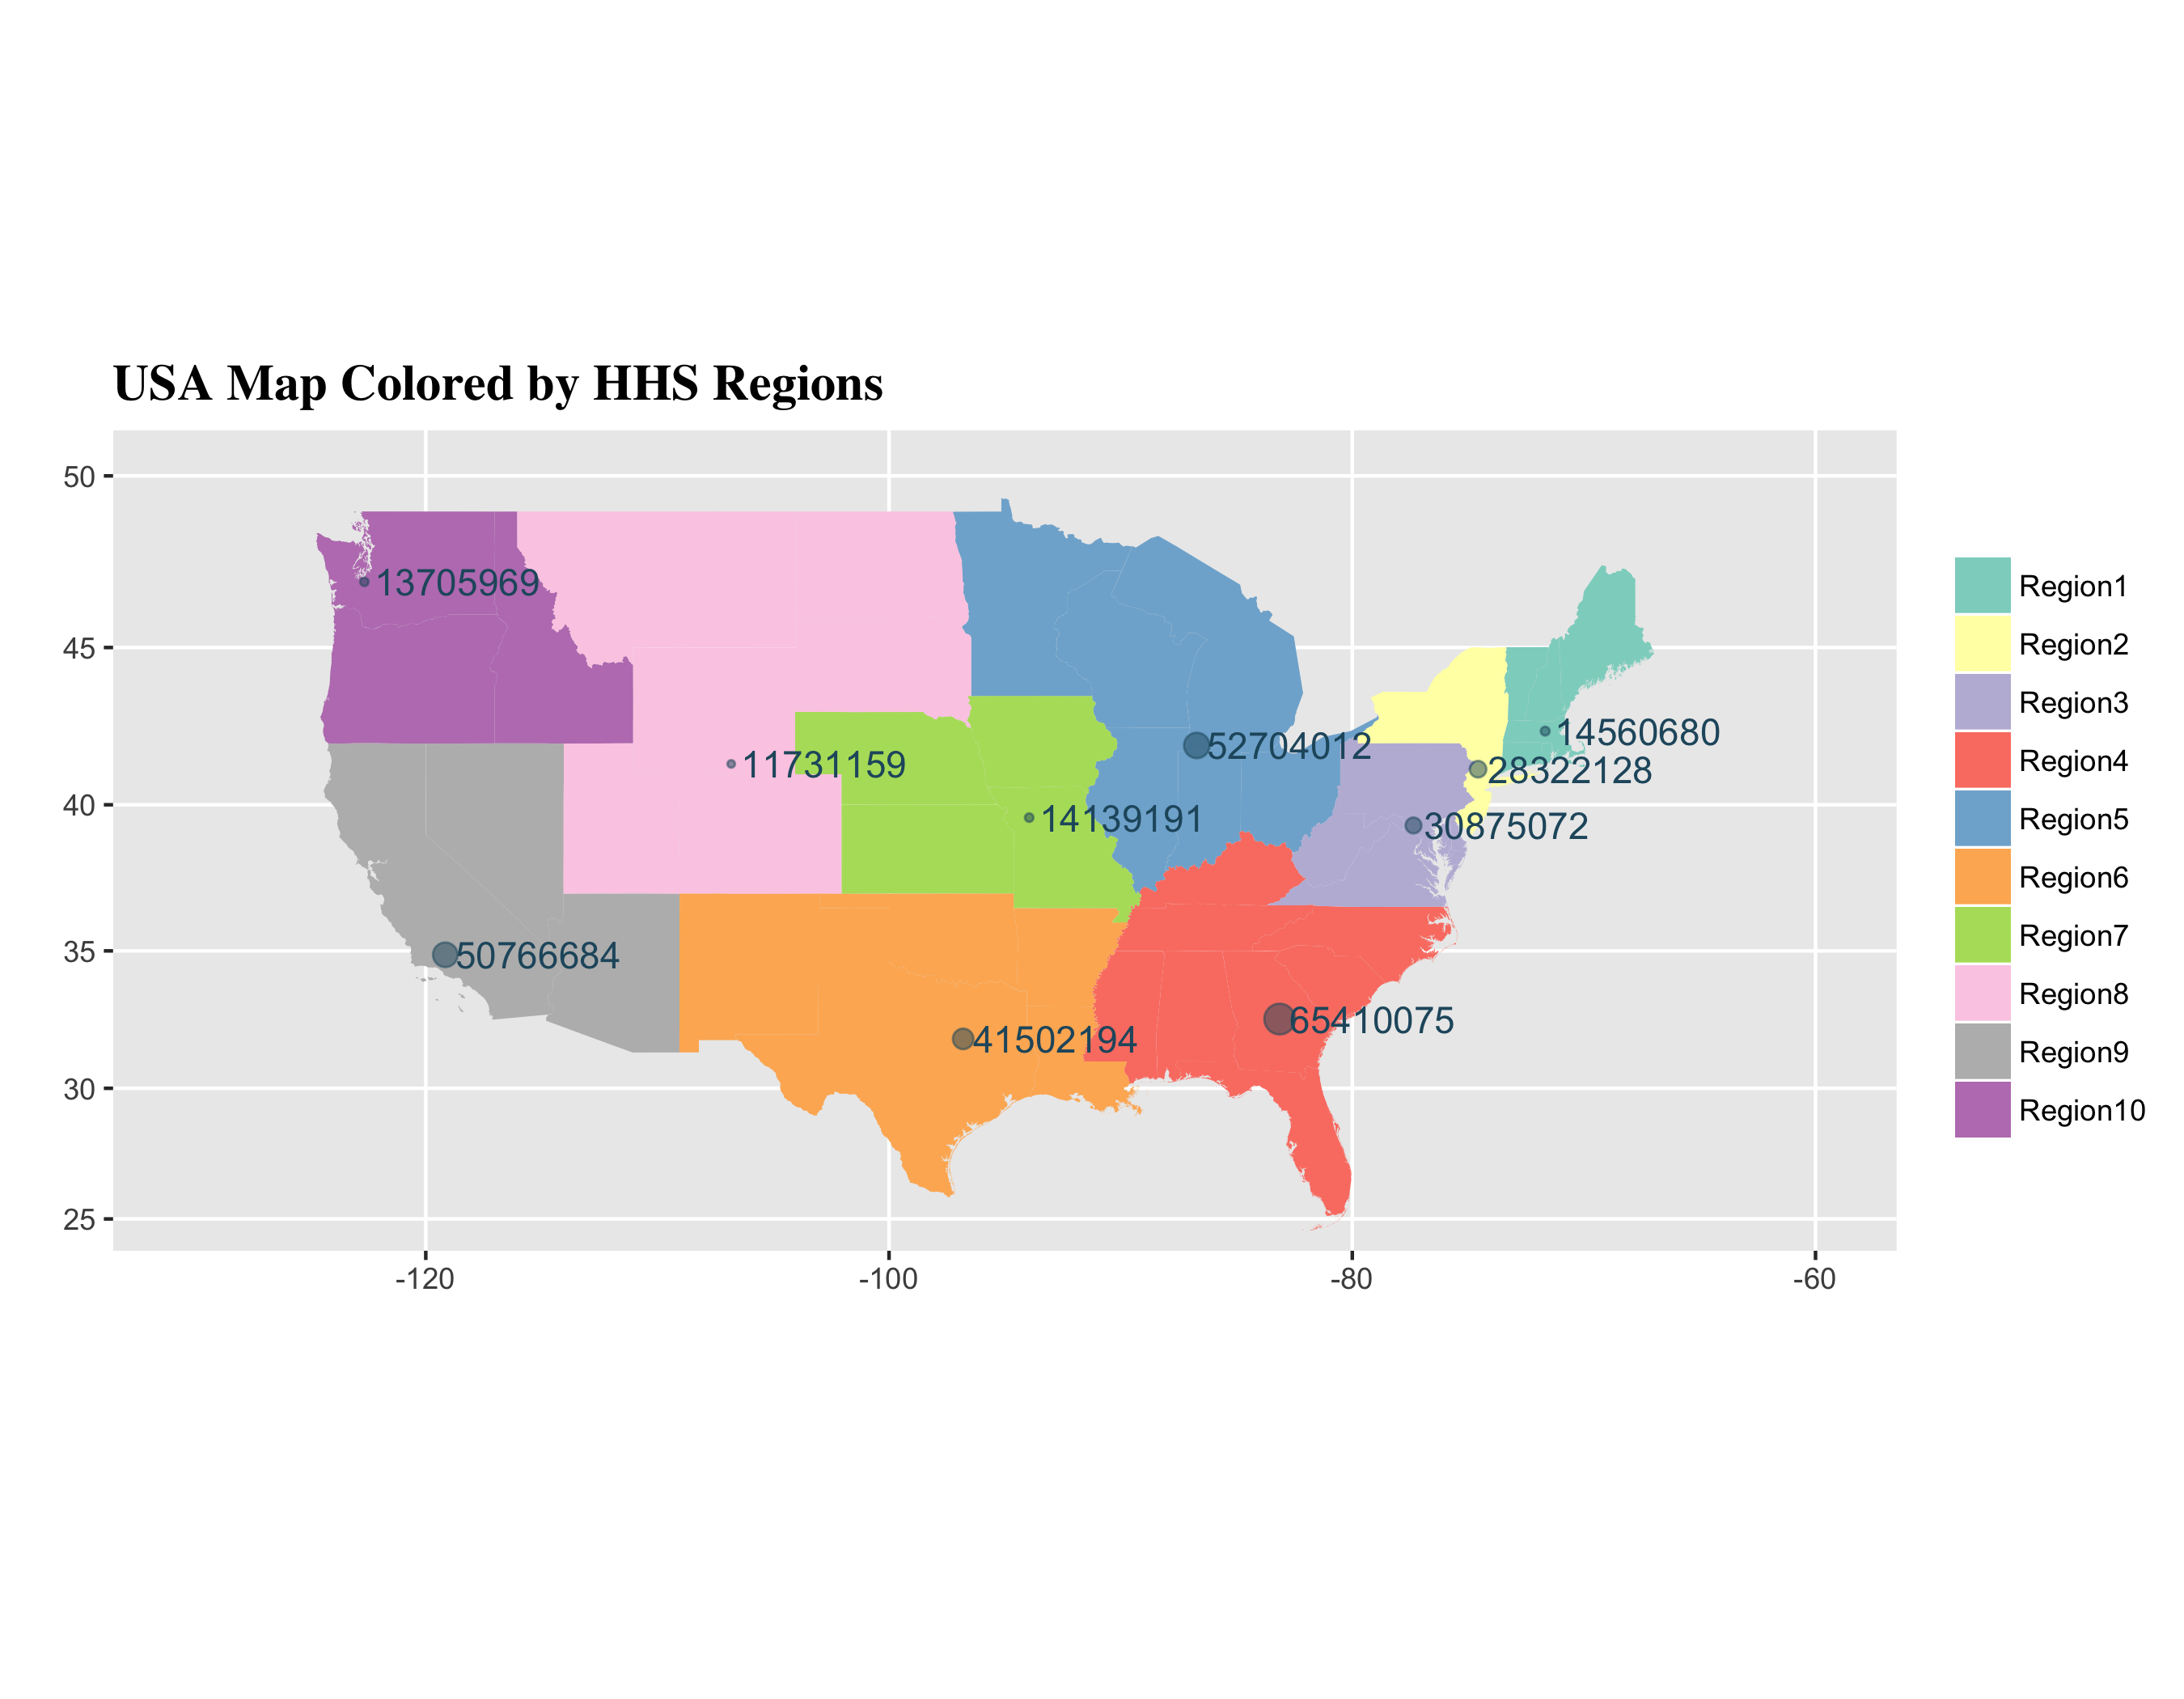 USA Map Colored by HHS Regions
50
45
40
35
30
25
-120
-100
-80
-60
13705969
14560680
52704012
11731159
28322128
14139191
30875072
50766684
65410075
41502194
Region1
Region2
Region3
Region4
Region5
Region6
Region7
Region8
Region9
Region10